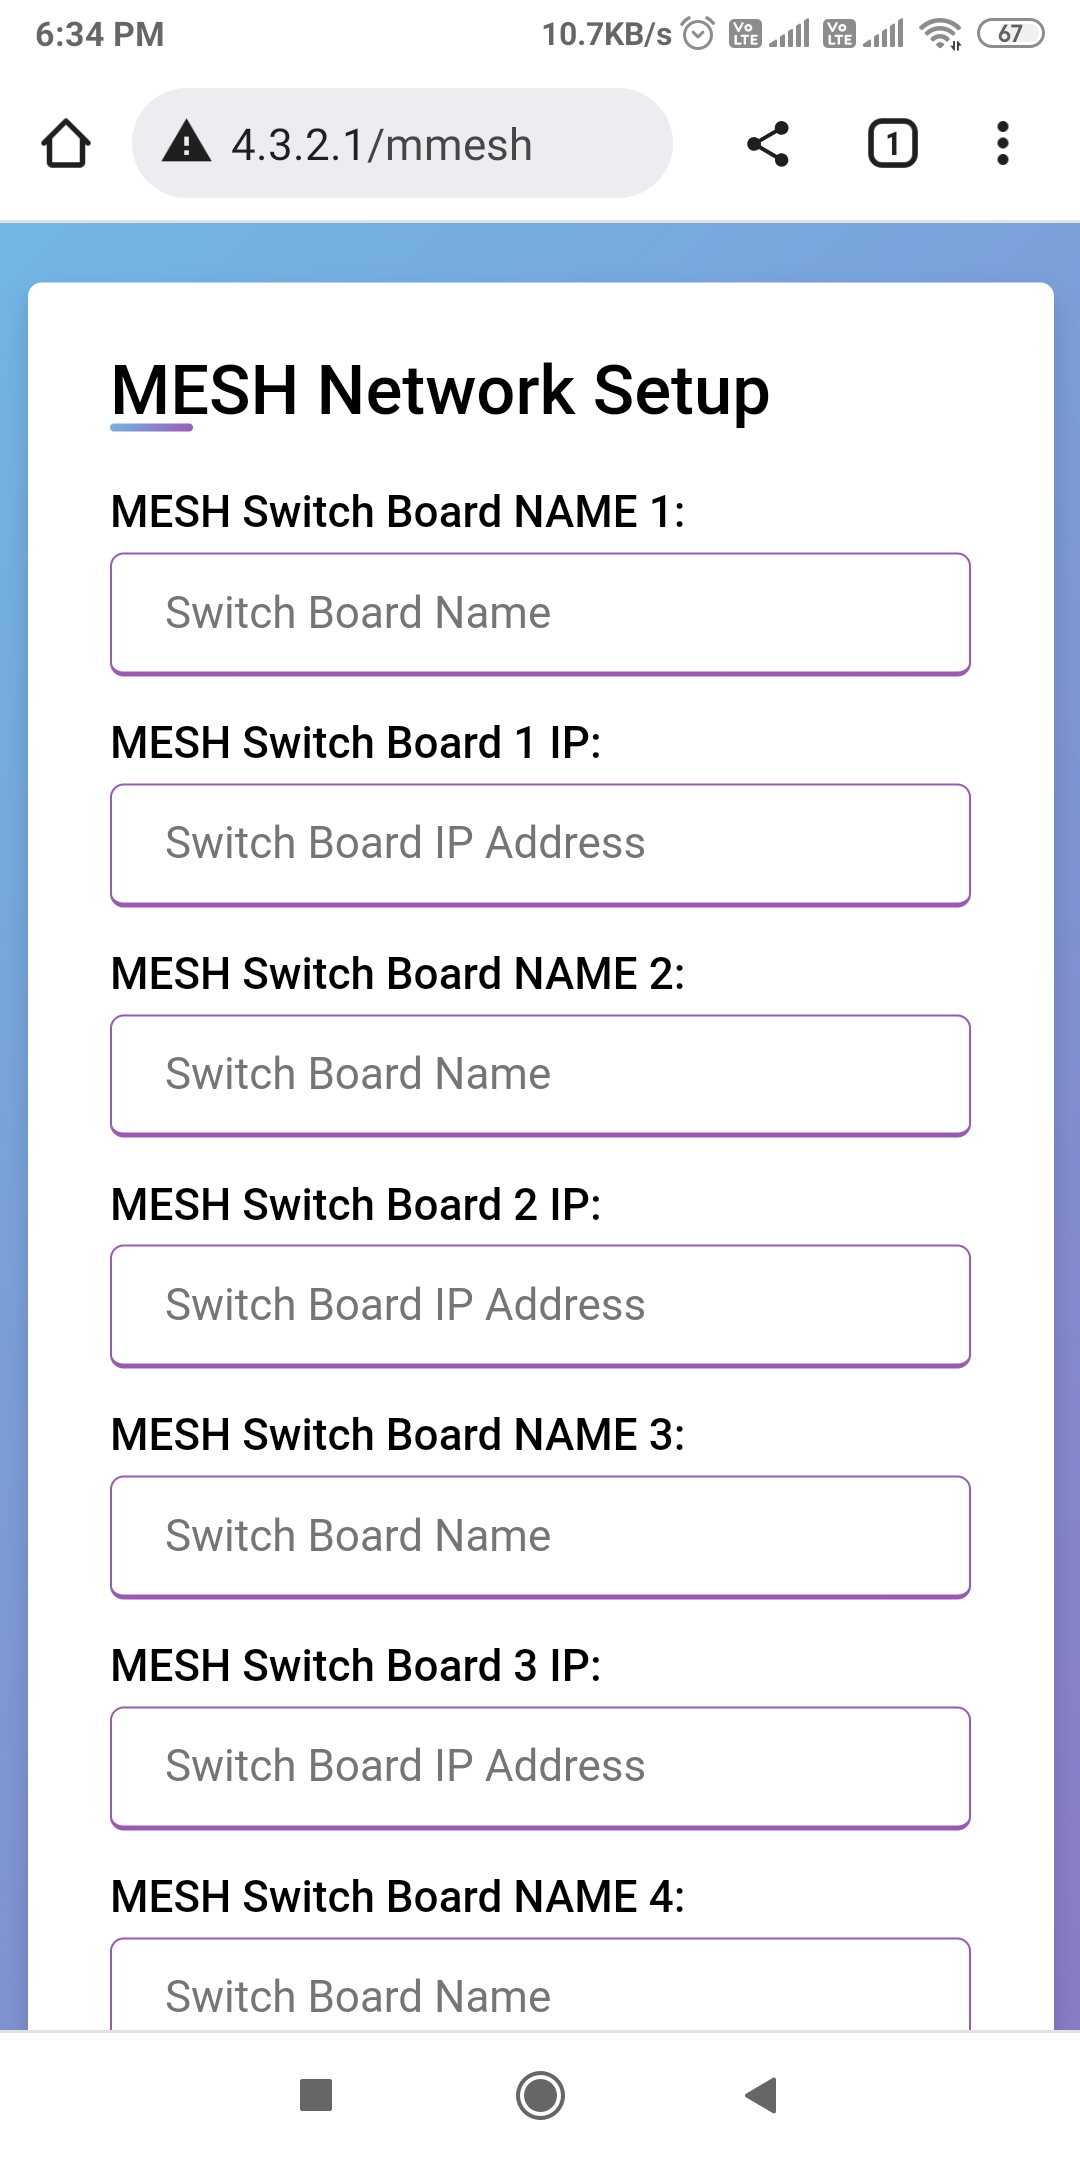 6:34 PM 10.7KB/s Vo LTE Vo LTE 67
4.3.2.1/mmesh 1
MESH Network Setup
MESH Switch Board NAME 1:
Switch Board Name
MESH Switch Board 1 IP:
Switch Board IP Address
MESH Switch Board NAME 2:
Switch Board Name
MESH Switch Board 2 IP:
Switch Board IP Address
MESH Switch Board NAME 3:
Switch Board Name
MESH Switch Board 3 IP:
Switch Board IP Address
MESH Switch Board NAME 4:
Switch Board Name